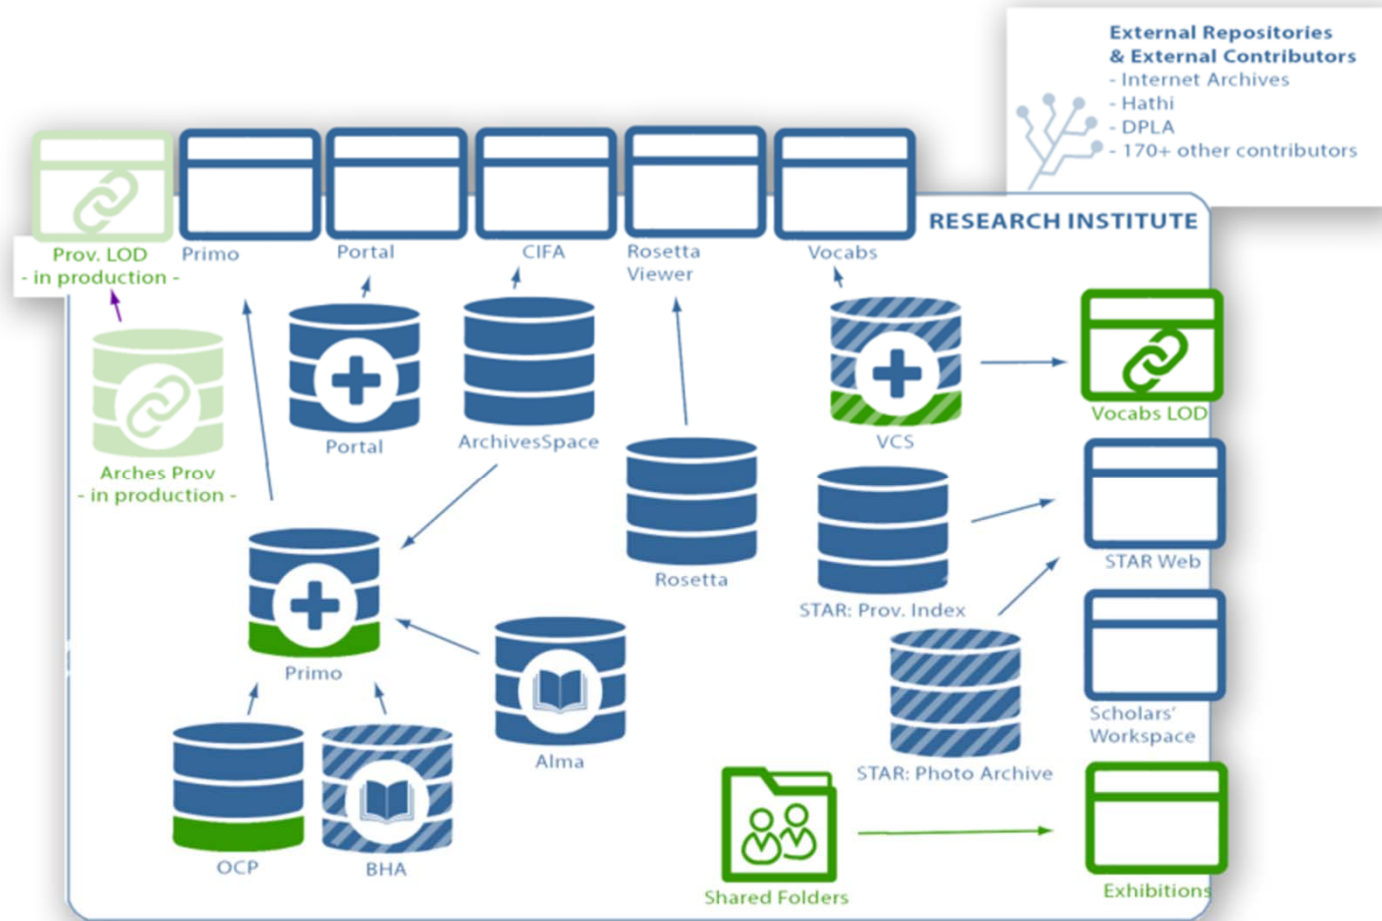 External Repositories
& External Contributors
- Internet Archives
- Hathi
- DPLA
- 170+ other contributors
RESEARCH INSTITUTE
Prov. LOD
- in production -
Primo
Portal
CIFA
Rosetta
Viewer
Vocabs
Arches Prov
- in production -
Portal
ArchivesSpace
VCS
Vocabs LOD
Rosetta
STAR: Prov. Index
STAR Web
Primo
Alma
STAR: Photo Archive
Scholars'
Workspace
OCP
BHA
Shared Folders
Exhibitions